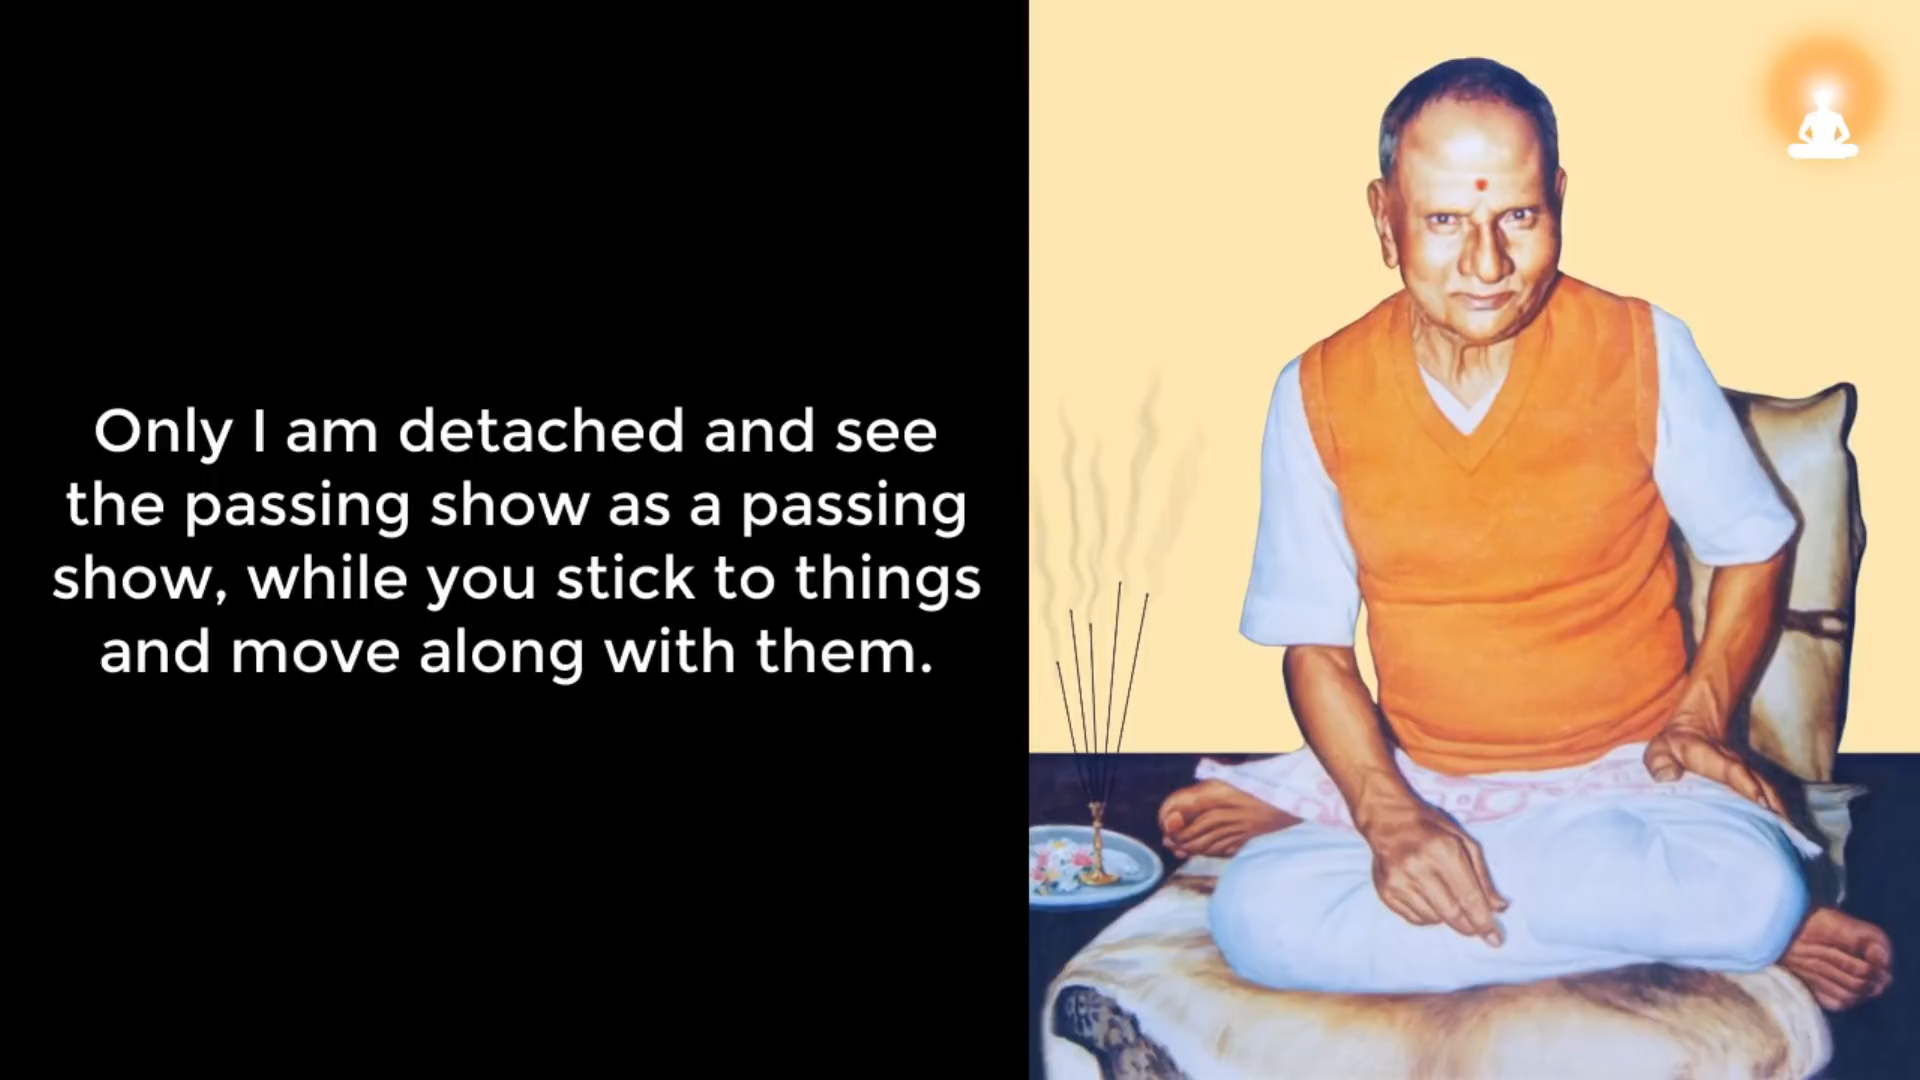 Only I am detached and see
the passing show as a passing
show, while you stick to things
and move along with them.